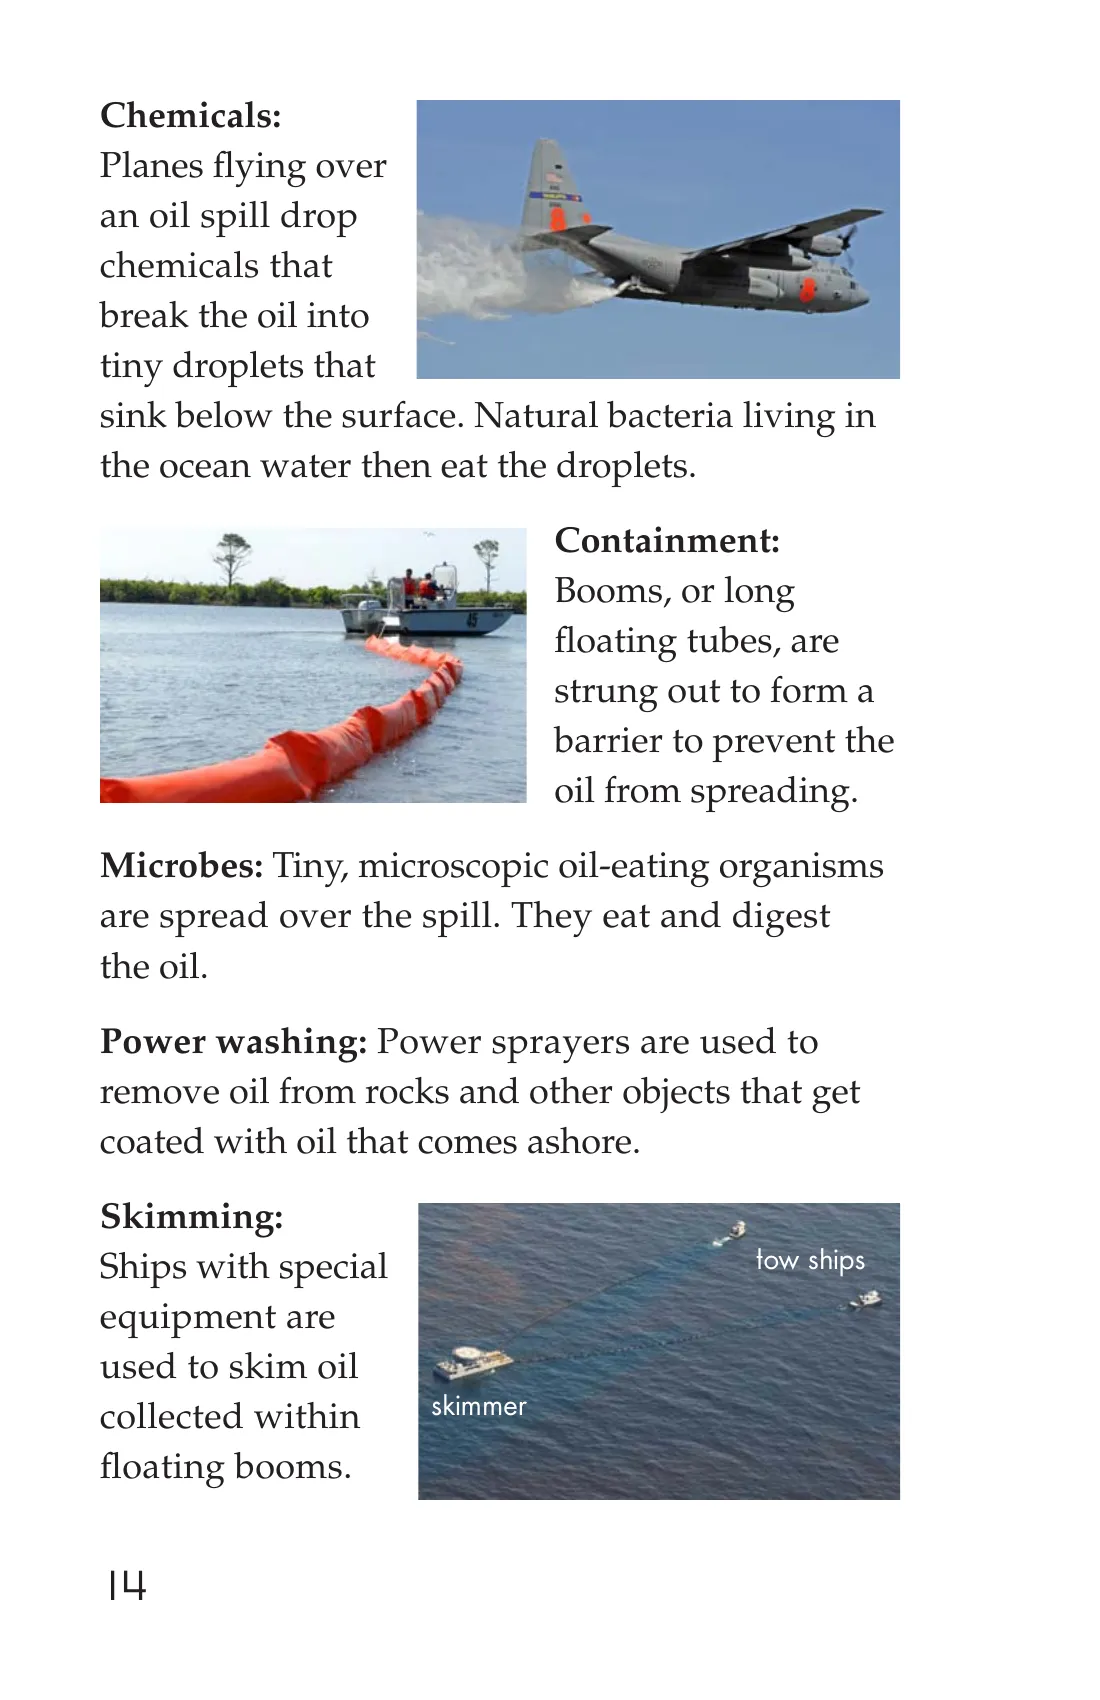 Chemicals:
Planes flying over
an oil spill drop
chemicals that
break the oil into
tiny droplets that
sink below the surface. Natural bacteria living in
the ocean water then eat the droplets.
45
Containment:
Booms, or long
floating tubes, are
strung out to form a
barrier to prevent the
oil from spreading.
Microbes: Tiny, microscopic oil-eating organisms
are spread over the spill. They eat and digest
the oil.
Power washing: Power sprayers are used to
remove oil from rocks and other objects that get
coated with oil that comes ashore.
Skimming:
Ships with special
equipment are
used to skim oil
collected within
floating booms.
tow ships
skimmer
14